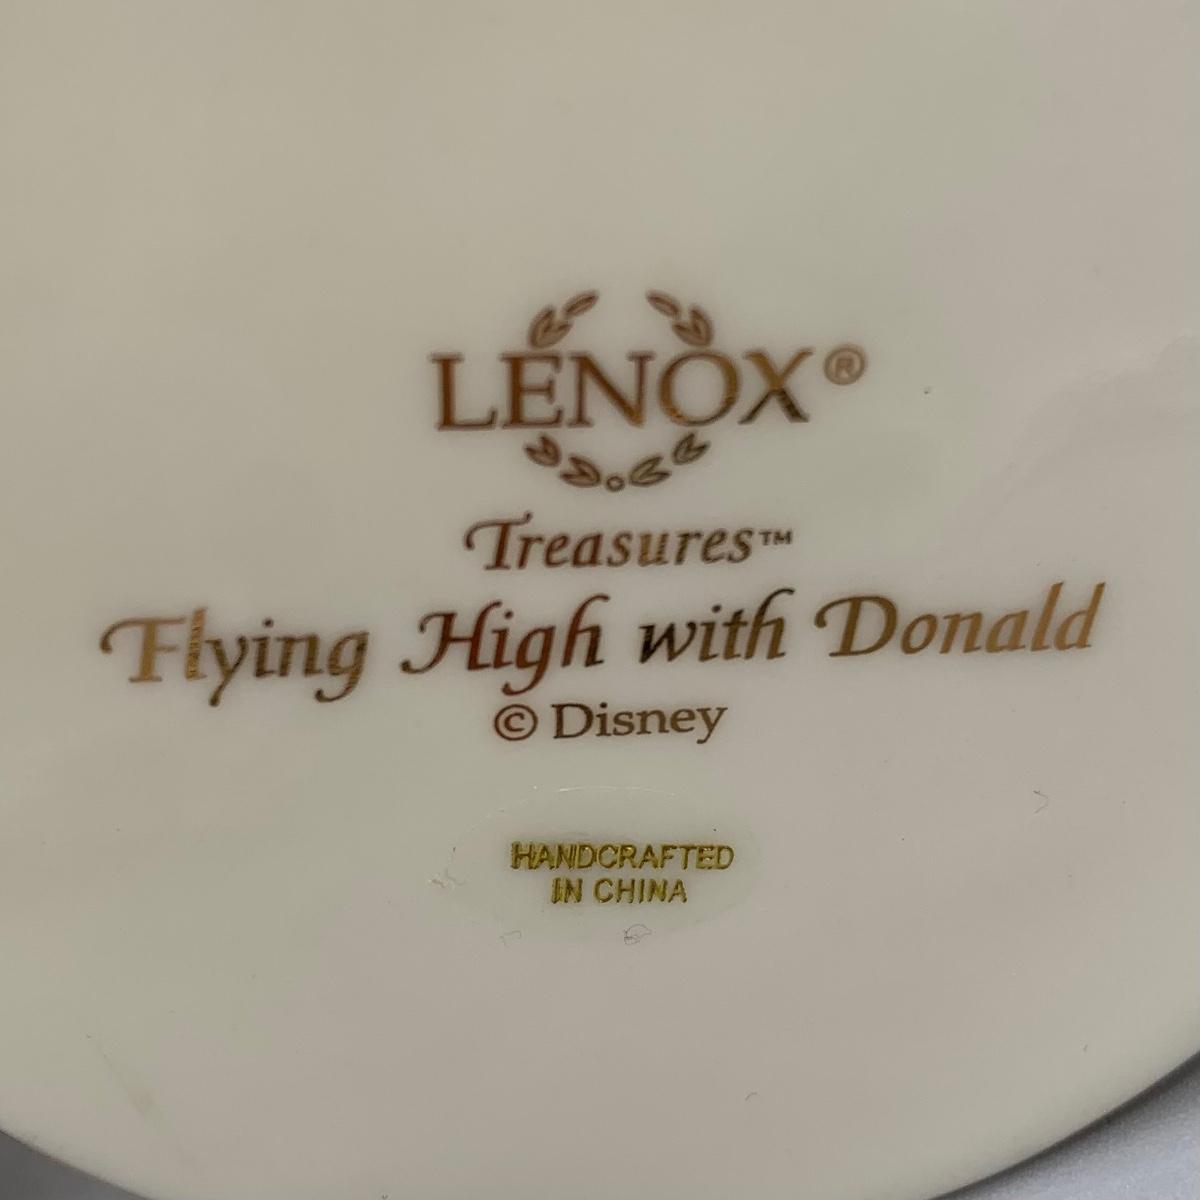 LENOX®
Treasures™
Flying High with Donald
© Disney
HANDCRAFTED
IN CHINA